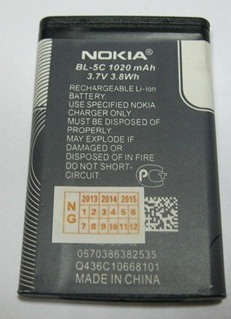 NOKIA
BL-5C 1020 mAh
3.7V 3.8Wh
RECHARGEABLE Li-ion
BATTERY.
USE SPECIFIED NOKIA
CHARGER ONLY
MUST BE DISPOSED OF
PROPERLY.
MAY EXPLODE IF
DAMAGED OR DISPOSED
OF IN FIRE.
DO NOT SHORT-
CIRCUIT.
N G
2013 2014 2015
1 2 3 4 5 6
7 8 9 10 11 12
0670386382535
Q436C10668101
MADE IN CHINA